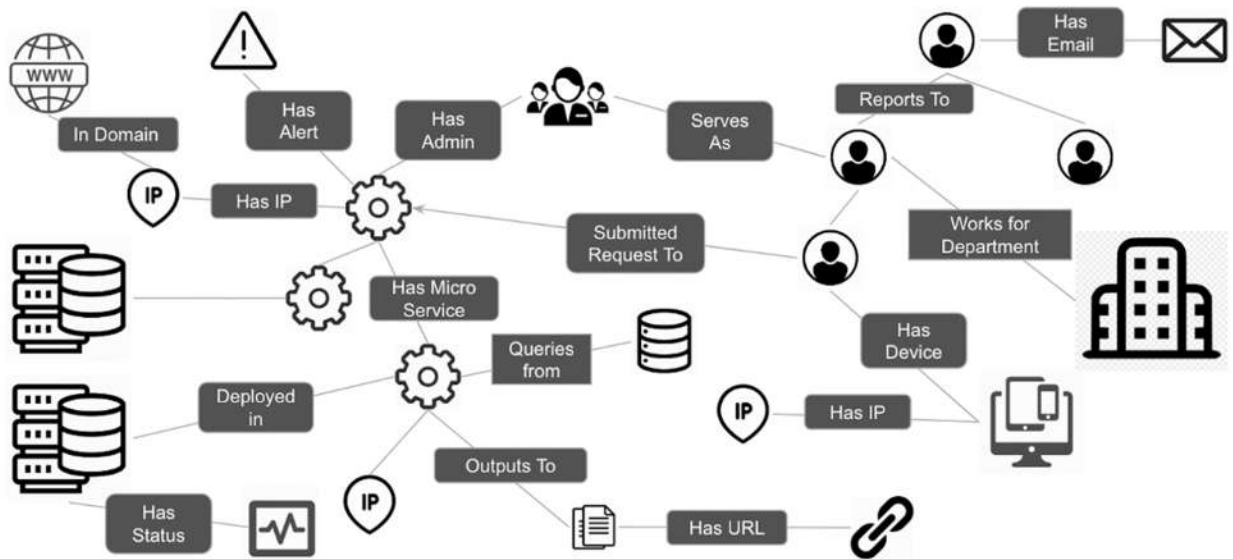 WWW
In Domain
Has
Alert
Has
Admin
Serves
As
Has
Email
Reports To
IP
Has IP
Submitted
Request To
Works for
Department
Has Micro
Service
Queries
from
Has
Device
Deployed
in
IP
Has IP
Outputs To
IP
Has
Status
Has URL